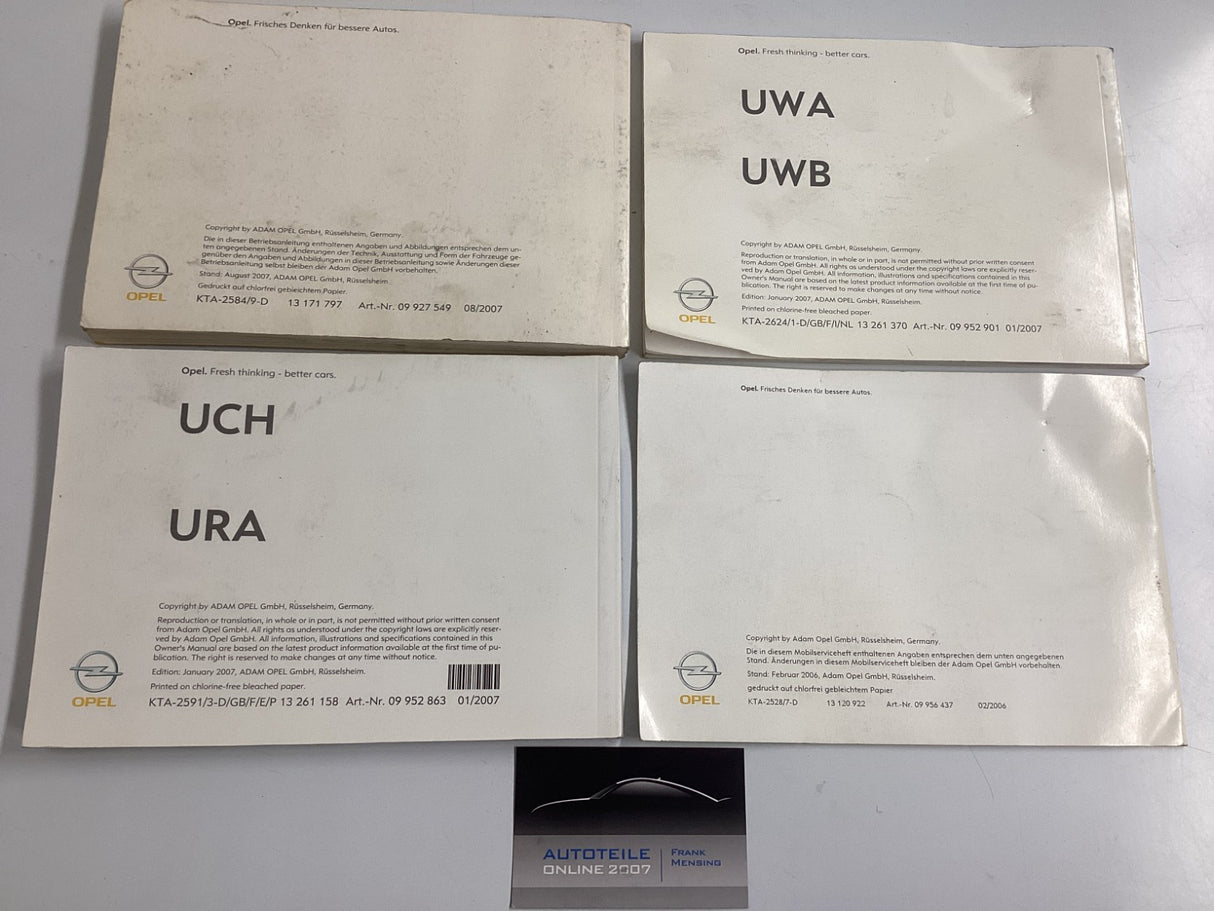 Opel. Frisches Denken für bessere Autos.
Copyright by ADAM OPEL GmbH, Rüsselsheim, Germany.
Die in dieser Betriebsanleitung enthaltenen Angaben und Abbildungen entsprechen dem un-
ten angegebenen Stand. Änderungen der Technik, Ausstattung und Form der Fahrzeuge ge-
genüber den Angaben und Abbildungen in dieser Betriebsanleitung sowie Änderungen dieser
Betriebsanleitung selbst bleiben der Adam Opel GmbH vorbehalten.
Stand: August 2007, ADAM OPEL GmbH, Rüsselsheim.
Gedruckt auf chlorfrei gebleichtem Papier.
KTA-2584/9-D 13 171 797 Art.-Nr. 09 927 549 08/2007
OPEL
Opel. Fresh thinking - better cars.
UWA
UWB
Copyright by ADAM OPEL GmbH, Rüsselsheim, Germany.
Reproduction or translation, in whole or in part, is not permitted without prior written consent
from Adam Opel GmbH. All rights as understood under the copyright laws are explicitly reser-
ved by Adam Opel GmbH. All information, illustrations and specifications contained in this
Owner's Manual are based on the latest product information available at the first time of pu-
blication. The right is reserved to make changes at any time without notice.
Edition: January 2007, ADAM OPEL GmbH, Rüsselsheim.
Printed on chlorine-free bleached paper.
KTA-2624/1-D/GB/F/I/NL 13 261 370 Art.-Nr. 09 952 901 01/2007
OPEL
Opel. Fresh thinking - better cars.
UCH
URA
Copyright by ADAM OPEL GmbH, Rüsselsheim, Germany.
Reproduction or translation, in whole or in part, is not permitted without prior written consent
from Adam Opel GmbH. All rights as understood under the copyright laws are explicitly reser-
ved by Adam Opel GmbH. All information, illustrations and specifications contained in this
Owner's Manual are based on the latest product information available at the first time of pu-
blication. The right is reserved to make changes at any time without notice.
Edition: January 2007, ADAM OPEL GmbH, Rüsselsheim.
Printed on chlorine-free bleached paper.
KTA-2591/3-D/GB/F/E/P 13 261 158 Art.-Nr. 09 952 863 01/2007
OPEL
Opel. Frisches Denken für bessere Autos.
Copyright by Adam Opel GmbH, Rüsselsheim, Germany.
Die in diesem Mobilserviceheft enthaltenen Angaben entsprechen dem unten angegebenen
Stand. Änderungen in diesem Mobilserviceheft bleiben der Adam Opel GmbH vorbehalten.
Stand: Februar 2006, Adam Opel GmbH, Rüsselsheim.
gedruckt auf chlorfrei gebleichtem Papier
KTA-2528/7-D 13 120 922 Art.-Nr. 09 956 437 02/2006
OPEL
AUTOTEILE
ONLINE 2007
FRANK
MENSING